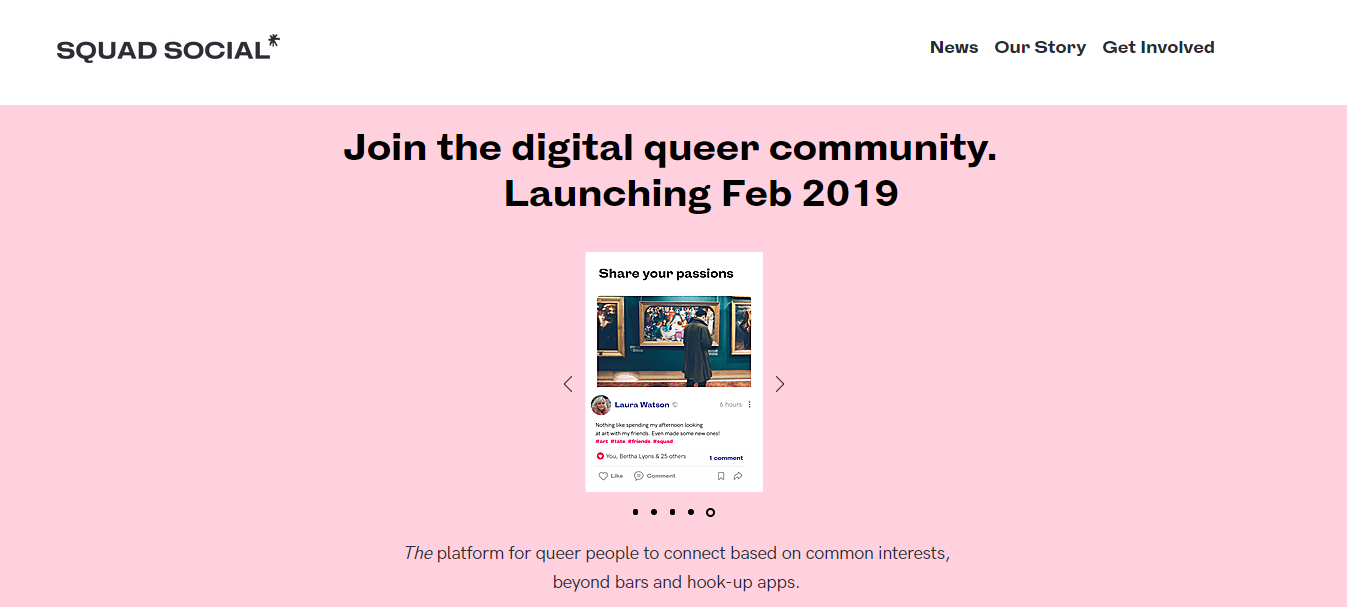 SQUAD SOCIAL*
News Our Story Get Involved
Join the digital queer community.
Launching Feb 2019
Share your passions
Laura Watson 6 hours
Nothing like spending my afternoon looking
at art with my friends. Even made some new ones!
#art #late #friends #squad
You, Bertha Lyons & 25 others 1 comment
Like Comment
The platform for queer people to connect based on common interests,
beyond bars and hook-up apps.